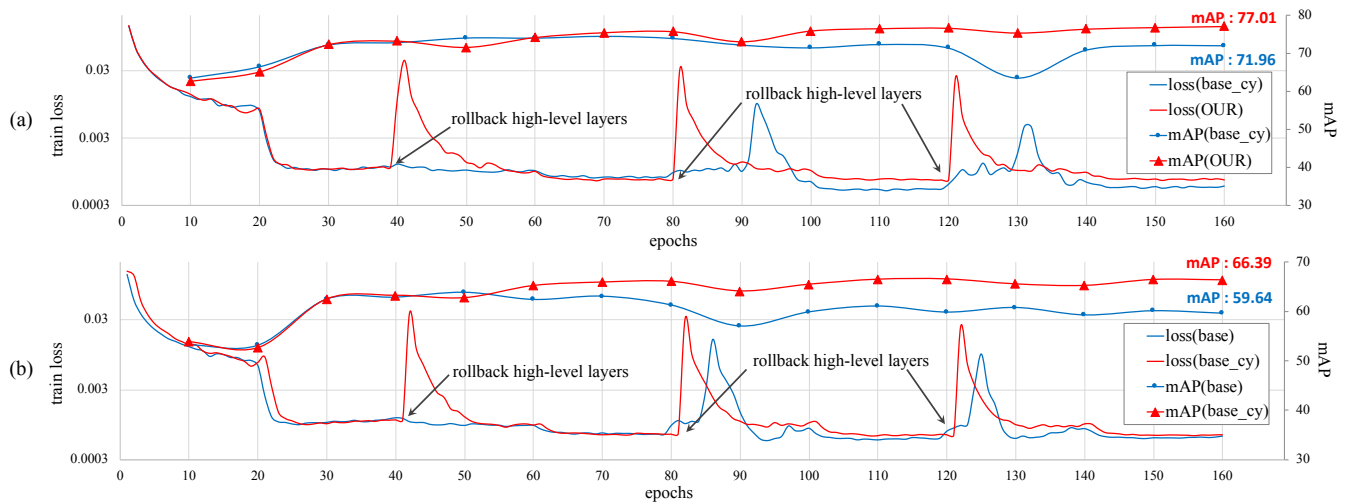 (a)
mAP : 77.01
80
70
mAP : 71.96
0.03
loss(base_cy)
loss(OUR)
mAP(base_cy)
mAP(OUR)
60
rollback high-level layers
rollback high-level layers
train loss
mAP
50
0.003
40
0.0003
30
0 10 20 30 40 50 60 70 80 90 100 110 120 130 140 150 160
epochs
(b)
mAP : 66.39
70
mAP : 59.64
60
0.03
loss(base)
loss(base_cy)
mAP(base)
mAP(base_cy)
rollback high-level layers
rollback high-level layers
train loss
mAP
50
0.003
40
0.0003
30
0 10 20 30 40 50 60 70 80 90 100 110 120 130 140 150 160
epochs